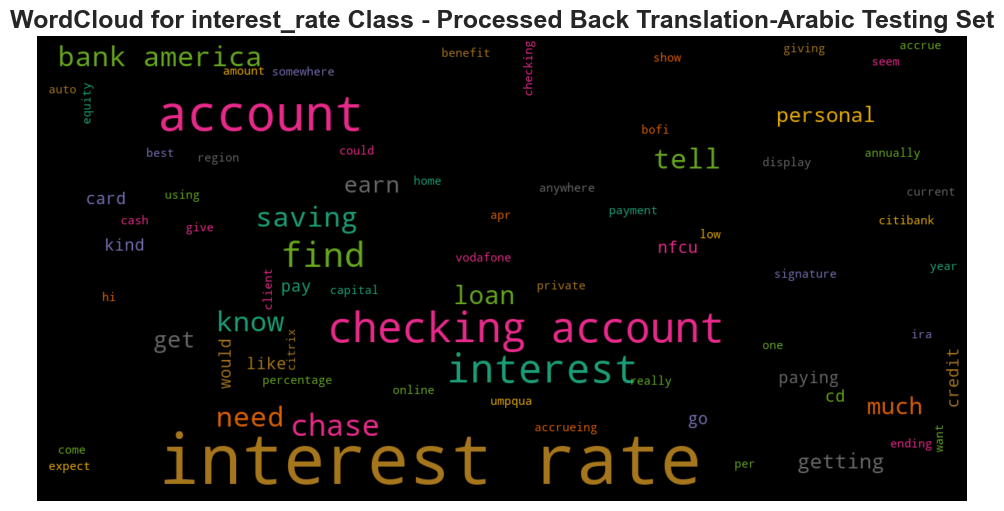 WordCloud for interest_rate Class - Processed Back Translation-Arabic Testing Set
bank america
benefit
checking
show
giving
accrue
seem
amount
somewhere
auto
equity
account
personal
bofi
best
region
could
tell
display
annually
earn
home
anywhere
current
card
using
saving
apr
payment
citibank
cash
give
kind
find
vodafone
nfcu
low
signature
year
client
pay
capital
loan
private
hi
know
checking account
ira
get
would
like
citrix
interest
one
percentage
online
really
paying
cd
credit
umpqua
much
need
chase
accrueing
go
want
ending
come
expect
interest rate
per
getting